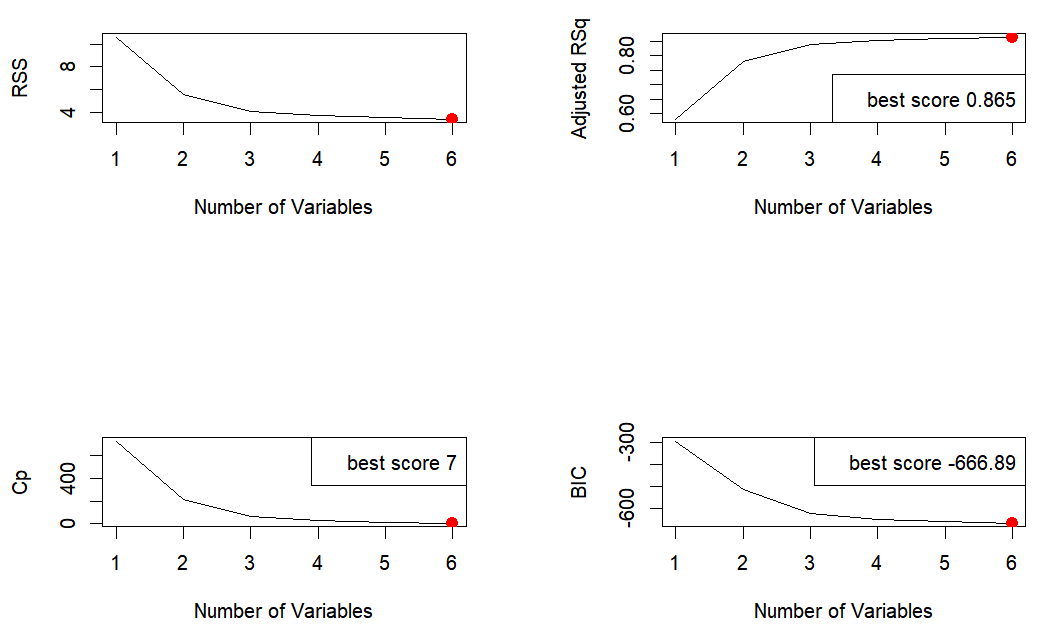 RSS
8
4
1 2 3 4 5 6
Number of Variables
Adjusted RSq
0.80
0.60
best score 0.865
1 2 3 4 5 6
Number of Variables
Cp
400
0
best score 7
1 2 3 4 5 6
Number of Variables
BIC
-300
-600
best score -666.89
1 2 3 4 5 6
Number of Variables